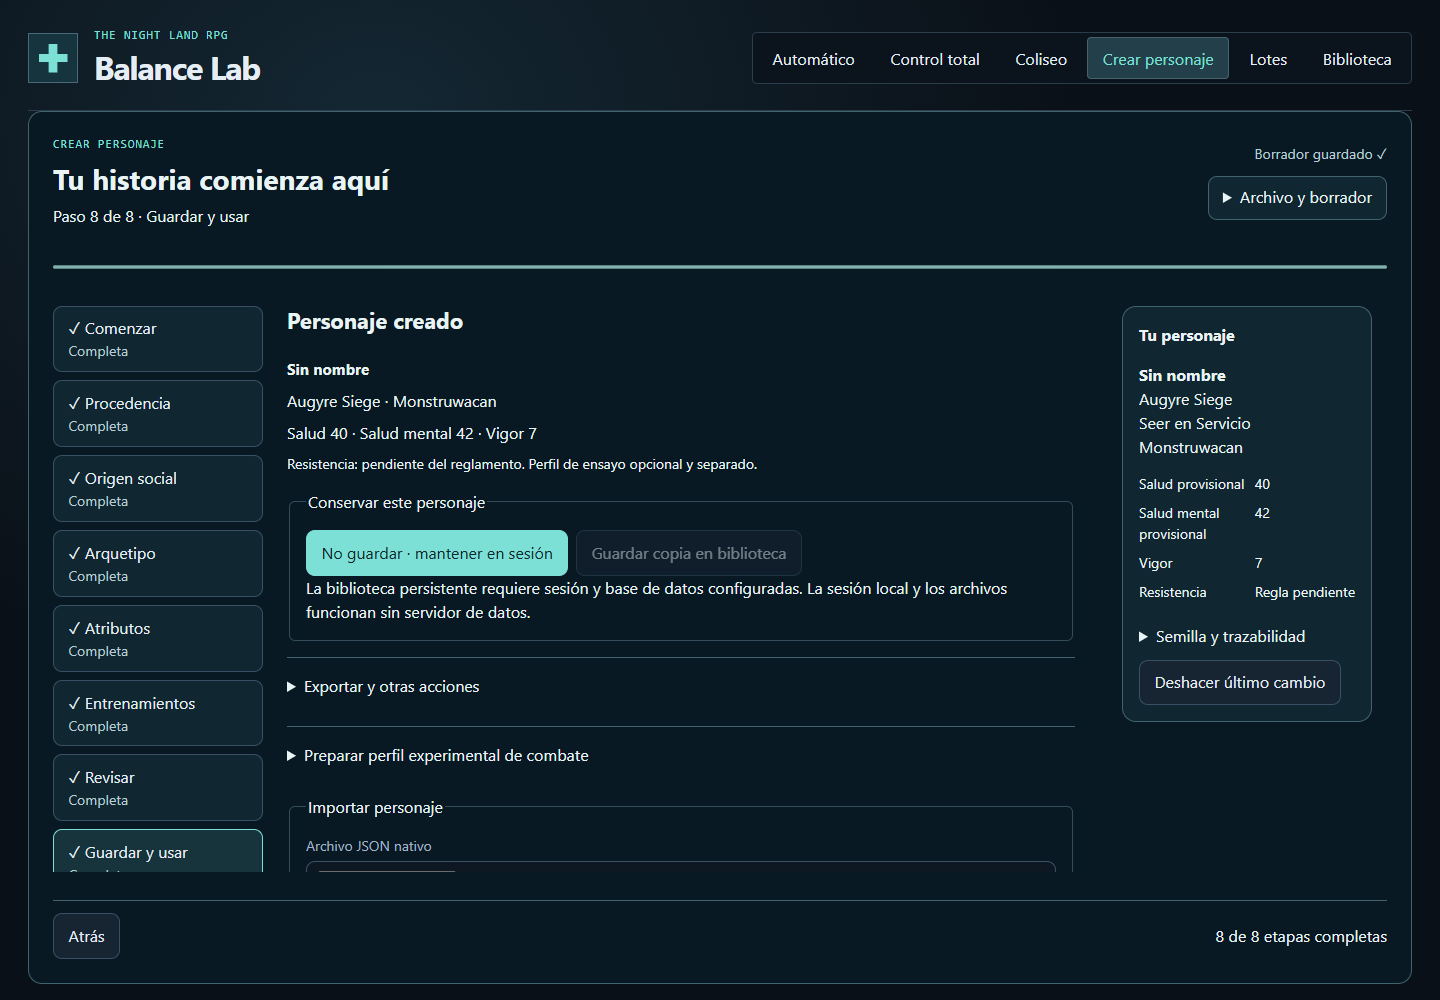 THE NIGHT LAND RPG
Balance Lab
Automático
Control total
Coliseo
Crear personaje
Lotes
Biblioteca
CREAR PERSONAJE
Tu historia comienza aquí
Paso 8 de 8 · Guardar y usar
Borrador guardado ✓
▶ Archivo y borrador
✓ Comenzar
Completa
✓ Procedencia
Completa
✓ Origen social
Completa
✓ Arquetipo
Completa
✓ Atributos
Completa
✓ Entrenamientos
Completa
✓ Revisar
Completa
✓ Guardar y usar
Personaje creado
Sin nombre
Augyre Siege · Monstruwacan
Salud 40 · Salud mental 42 · Vigor 7
Resistencia: pendiente del reglamento. Perfil de ensayo opcional y separado.
Conservar este personaje
No guardar · mantener en sesión
Guardar copia en biblioteca
La biblioteca persistente requiere sesión y base de datos configuradas. La sesión local y los archivos
funcionan sin servidor de datos.
▶ Exportar y otras acciones
▶ Preparar perfil experimental de combate
Importar personaje
Archivo JSON nativo
Tu personaje
Sin nombre
Augyre Siege
Seer en Servicio
Monstruwacan
Salud provisional 40
Salud mental 42
provisional
Vigor 7
Resistencia Regla pendiente
▶ Semilla y trazabilidad
Deshacer último cambio
Atrás
8 de 8 etapas completas